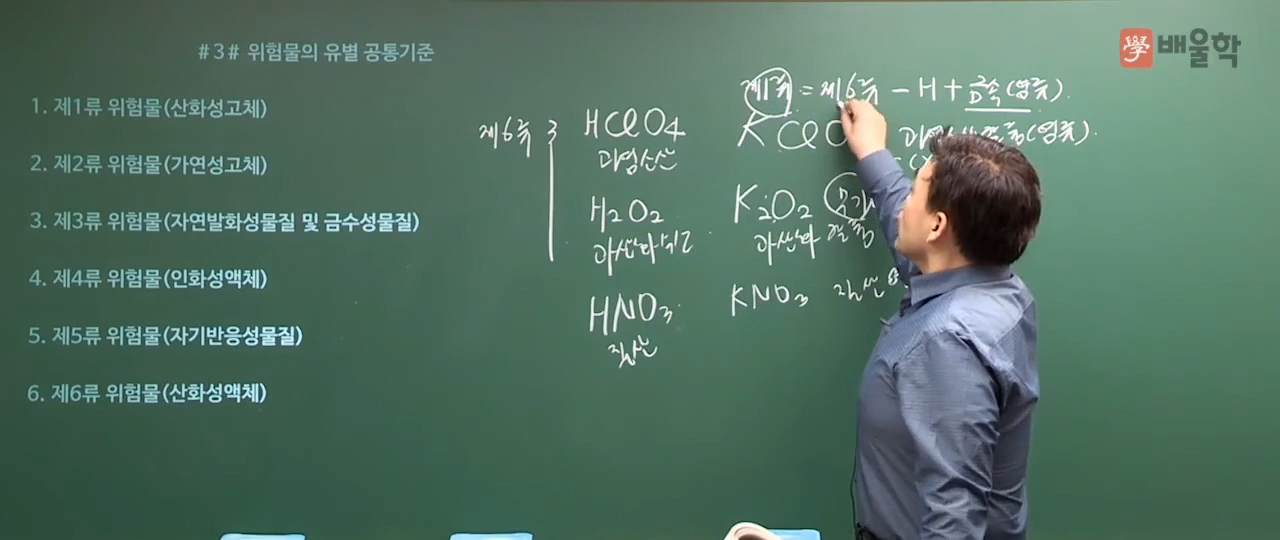 學 배울학
#3# 위험물의 유별 공통기준
1. 제1류 위험물(산화성고체)
2. 제2류 위험물(가연성고체)
3. 제3류 위험물(자연발화성물질 및 금수성물질)
4. 제4류 위험물(인화성액체)
5. 제5류 위험물(자기반응성물질)
6. 제6류 위험물(산화성액체)
제1류 = 제6류 - H + 금속(염류).
제6류 HClO4 KClO
과염소산 (염류).
H2O2 K2O2
과산화수소 과산화
HNO3 KNO3 질산
질산